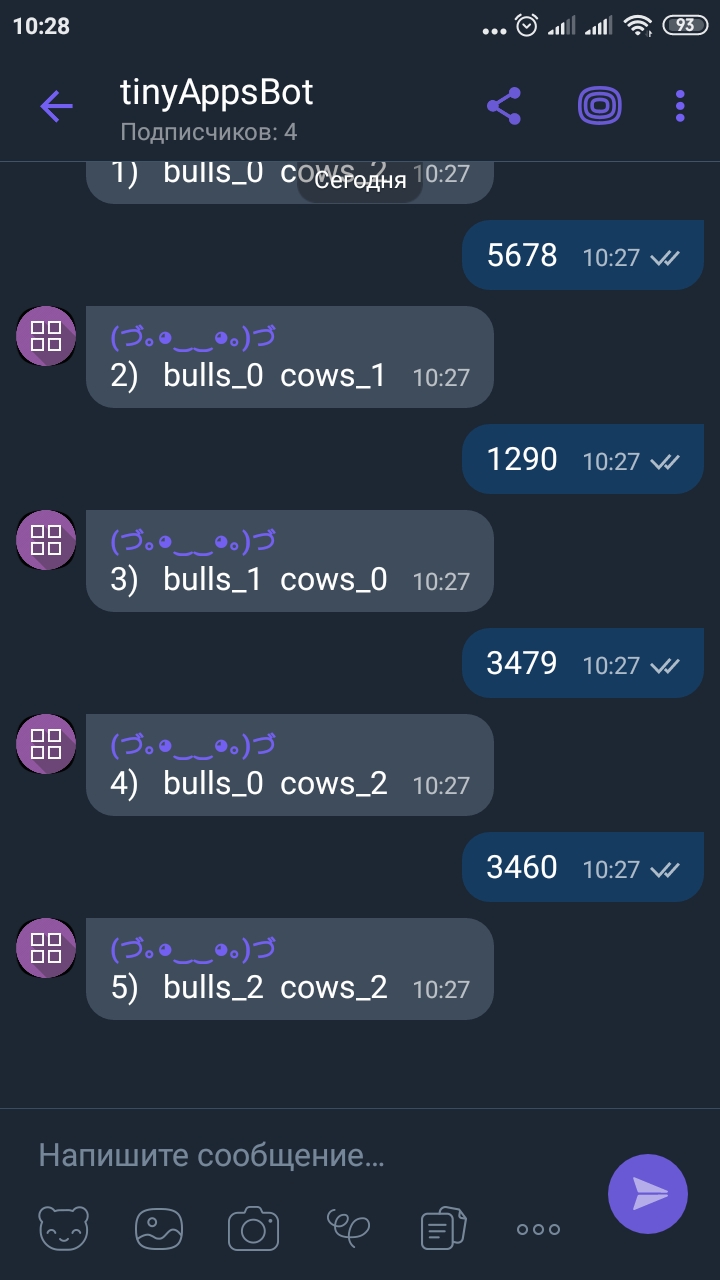 10:28
93
tinyAppsBot
Подписчиков: 4
1) bulls_0 cows_2 10:27
Сегодня
5678 10:27
(づ｡◕‿‿◕｡)づ
2) bulls_0 cows_1 10:27
1290 10:27
(づ｡◕‿‿◕｡)づ
3) bulls_1 cows_0 10:27
3479 10:27
(づ｡◕‿‿◕｡)づ
4) bulls_0 cows_2 10:27
3460 10:27
(づ｡◕‿‿◕｡)づ
5) bulls_2 cows_2 10:27
Напишите сообщение...